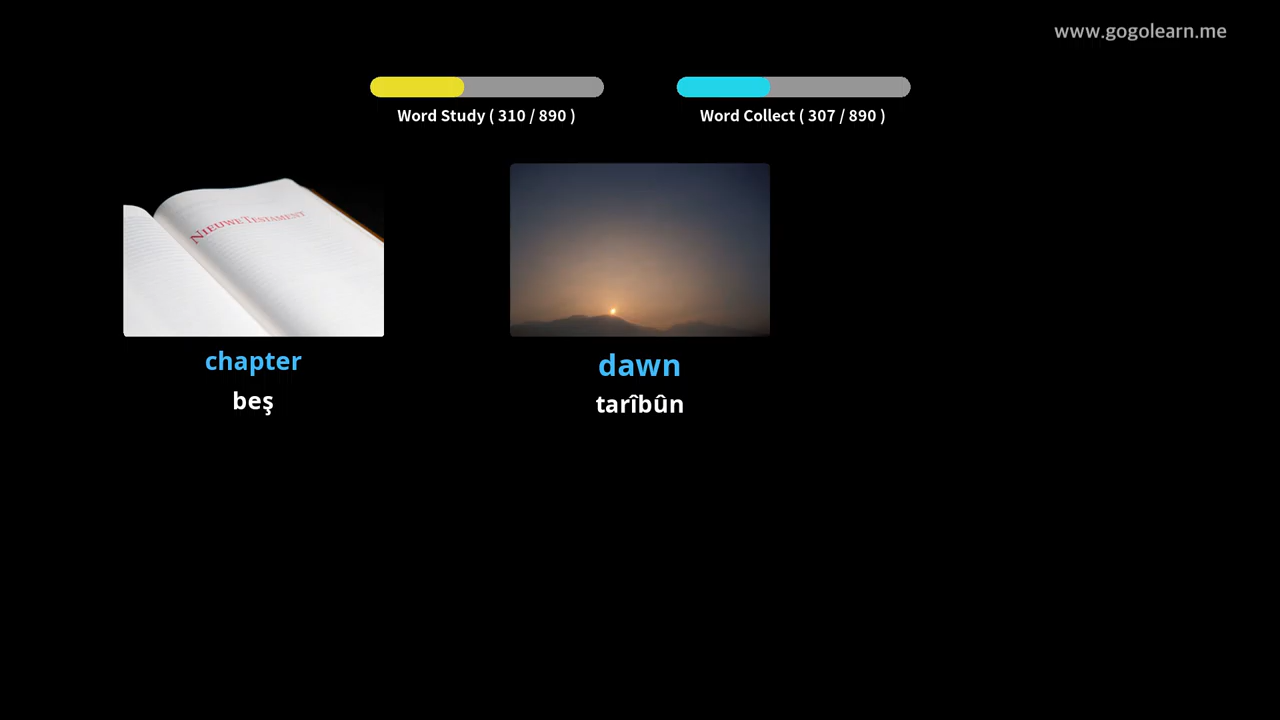 www.gogolearn.me
Word Study ( 310 / 890 )
Word Collect ( 307 / 890 )
NIEUWE TESTAMENT
chapter
beş
dawn
tarîbûn